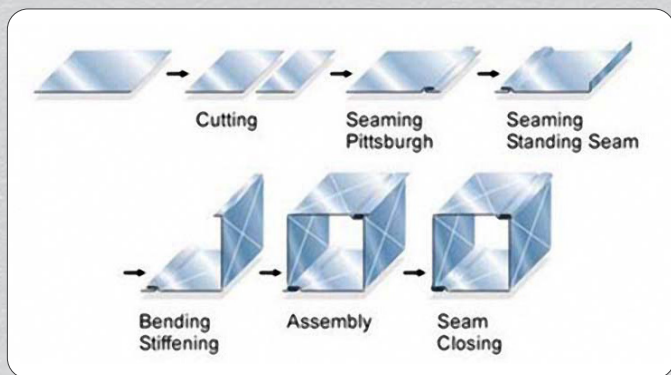 Cutting
Seaming
Pittsburgh
Seaming
Standing Seam
Bending
Stiffening
Assembly
Seam
Closing